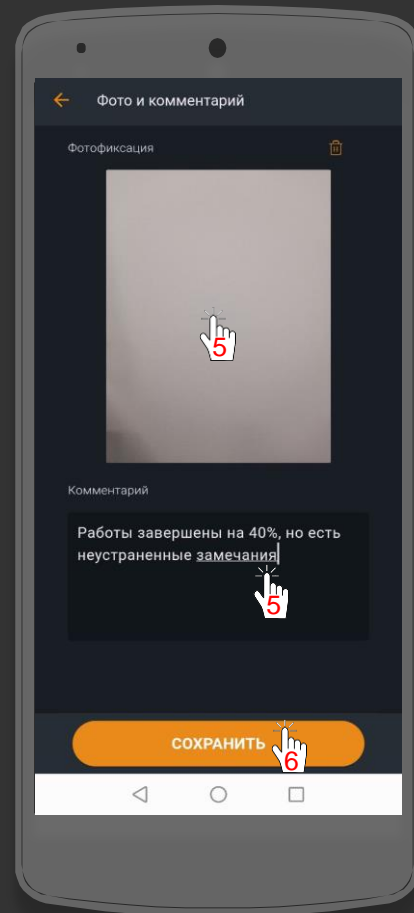 Фото и комментарий
Фотофиксация
5
Комментарий
Работы завершены на 40%, но есть
неустраненные замечания
5
СОХРАНИТЬ
6